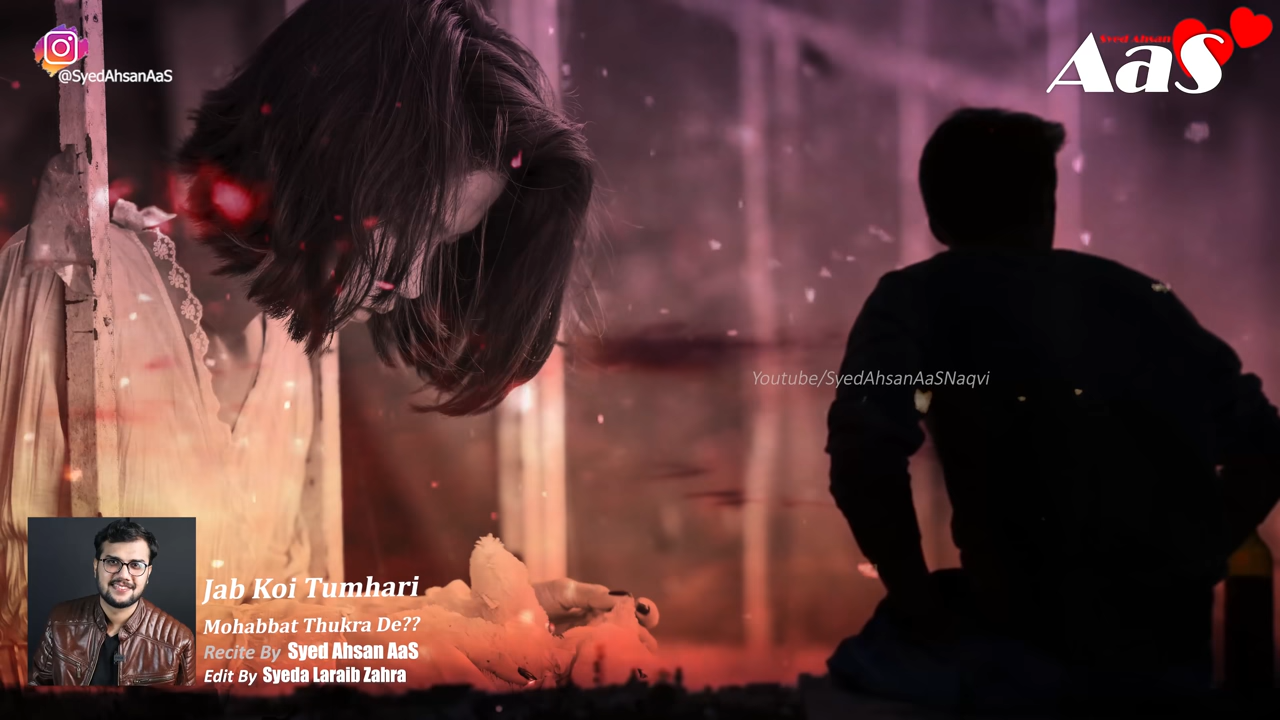 @SyedAhsanAaS
Syed Ahsan
AaS
Youtube/SyedAhsanAaSNaqvi
Jab Koi Tumhari
Mohabbat Thukra De??
Recite By Syed Ahsan AaS
Edit By Syeda Laraib Zahra